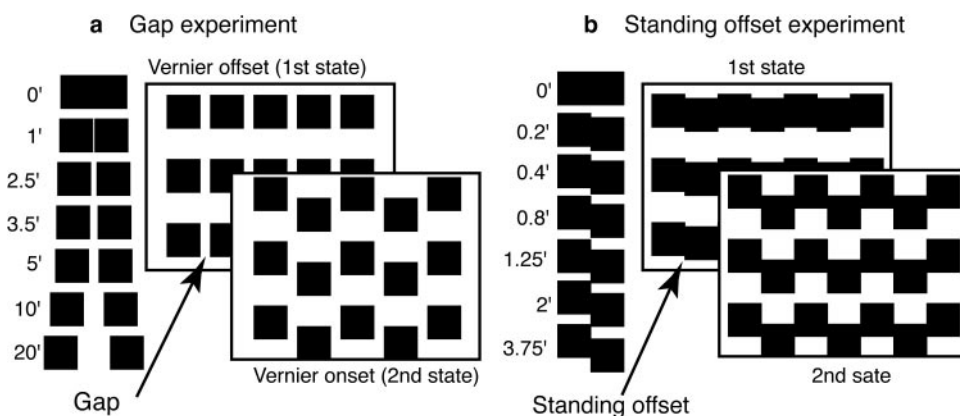 a Gap experiment
Vernier offset (1st state)
0'
1'
2.5'
3.5'
5'
10'
20'
Gap
Vernier onset (2nd state)
b Standing offset experiment
1st state
0'
0.2'
0.4'
0.8'
1.25'
2'
3.75'
Standing offset
2nd sate